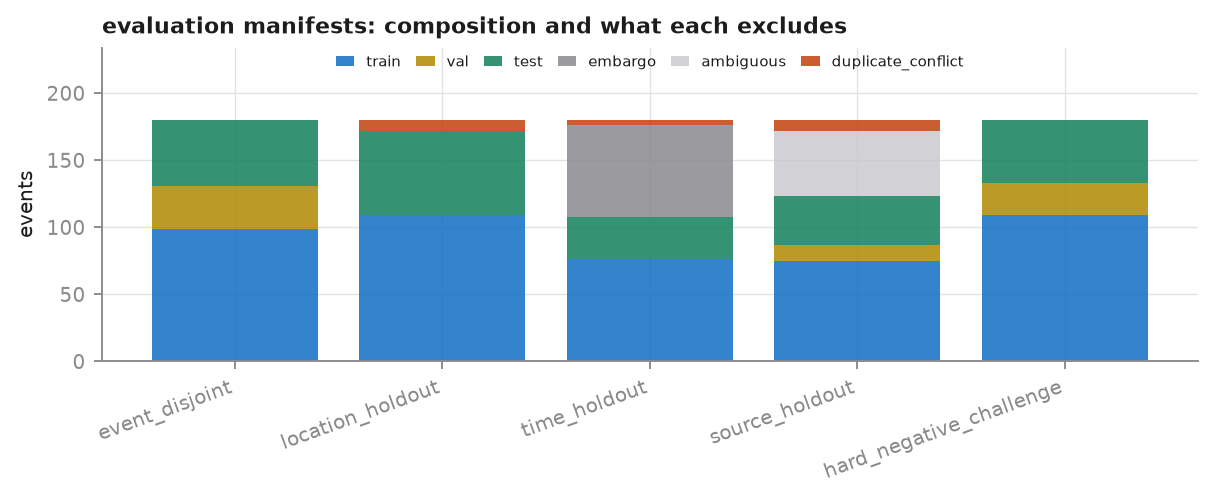 evaluation manifests: composition and what each excludes
train val test embargo ambiguous duplicate_conflict
events
200
150
100
50
0
event_disjoint
location_holdout
time_holdout
source_holdout
hard_negative_challenge